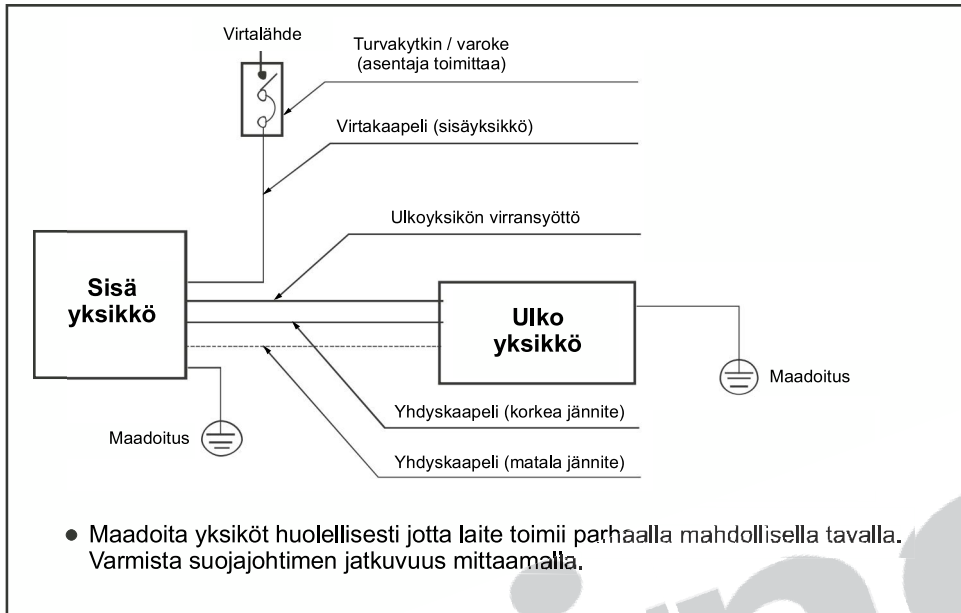 Virtalähde
Turvakytkin / varoke
(asentaja toimittaa)
Virtakaapeli (sisäyksikkö)
Ulkoyksikön virransyöttö
Sisä
yksikkö
Ulko
yksikkö
Maadoitus
Yhdyskaapeli (korkea jännite)
Maadoitus
Yhdyskaapeli (matala jännite)
● Maadoita yksiköt huolellisesti jotta laite toimii parhaalla mahdollisella tavalla.
Varmista suojajohtimen jatkuvuus mittaamalla.